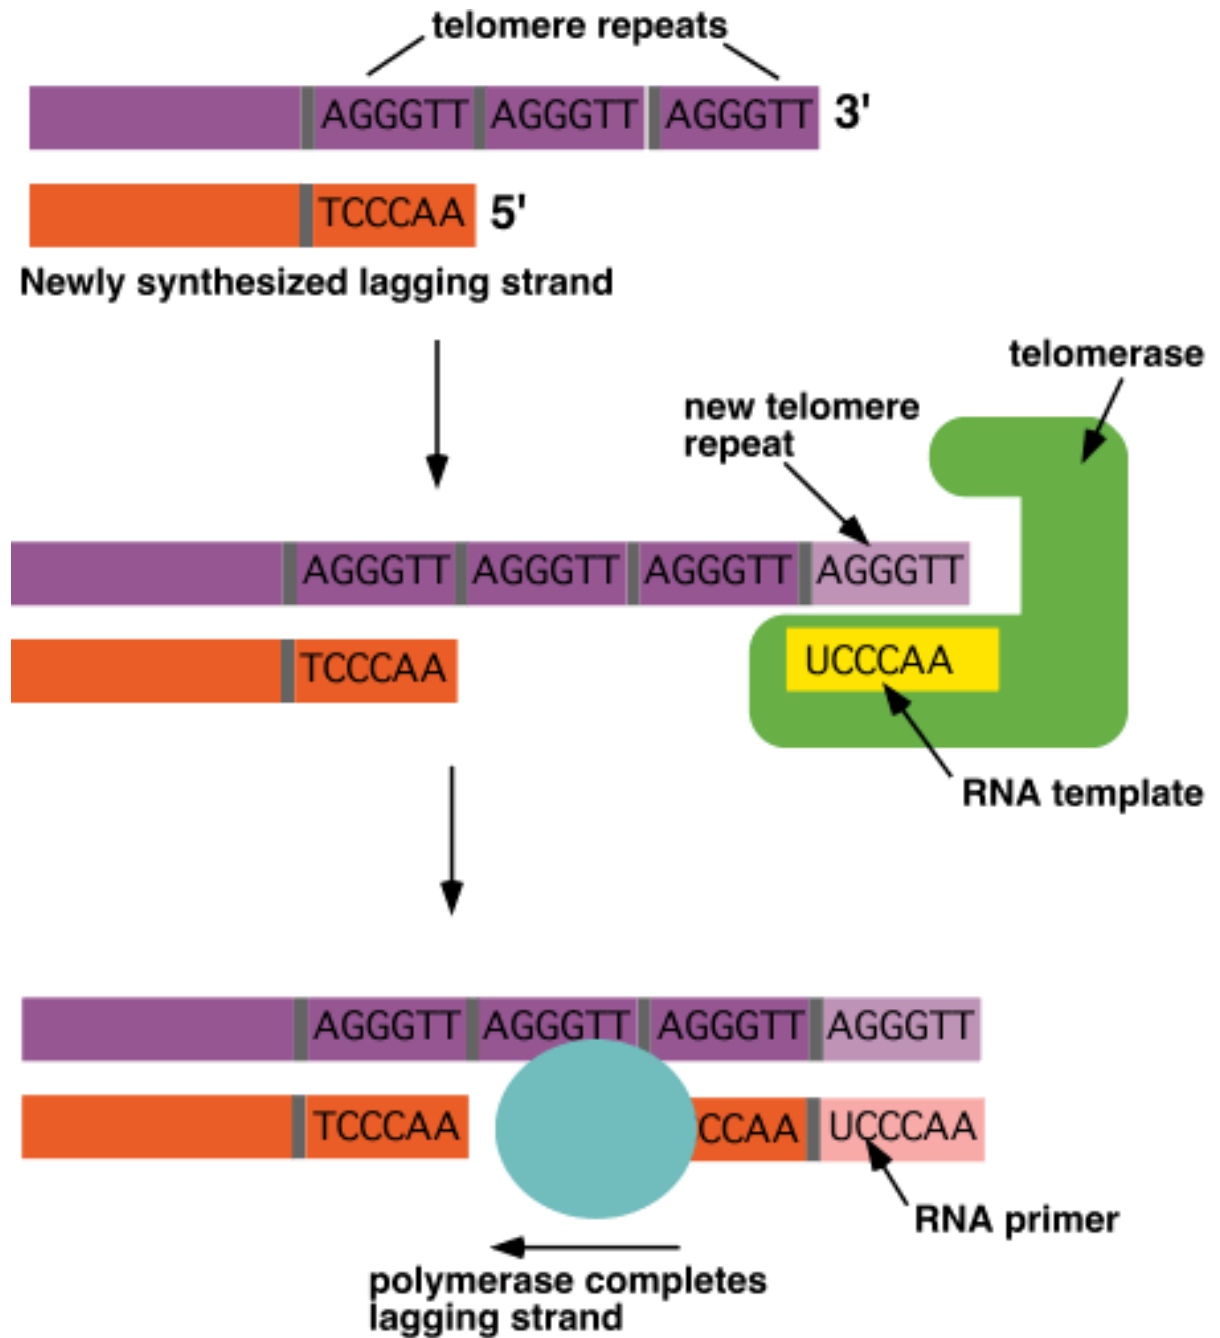 telomere repeats
AGGGTT AGGGTT AGGGTT 3'
TCCCAA 5'
Newly synthesized lagging strand
telomerase
new telomere
repeat
AGGGTT AGGGTT AGGGTT AGGGTT
TCCCAA UCCCAA
RNA template
AGGGTT AGGGTT AGGGTT AGGGTT
TCCCAA CCAA UCCCAA
RNA primer
polymerase completes
lagging strand